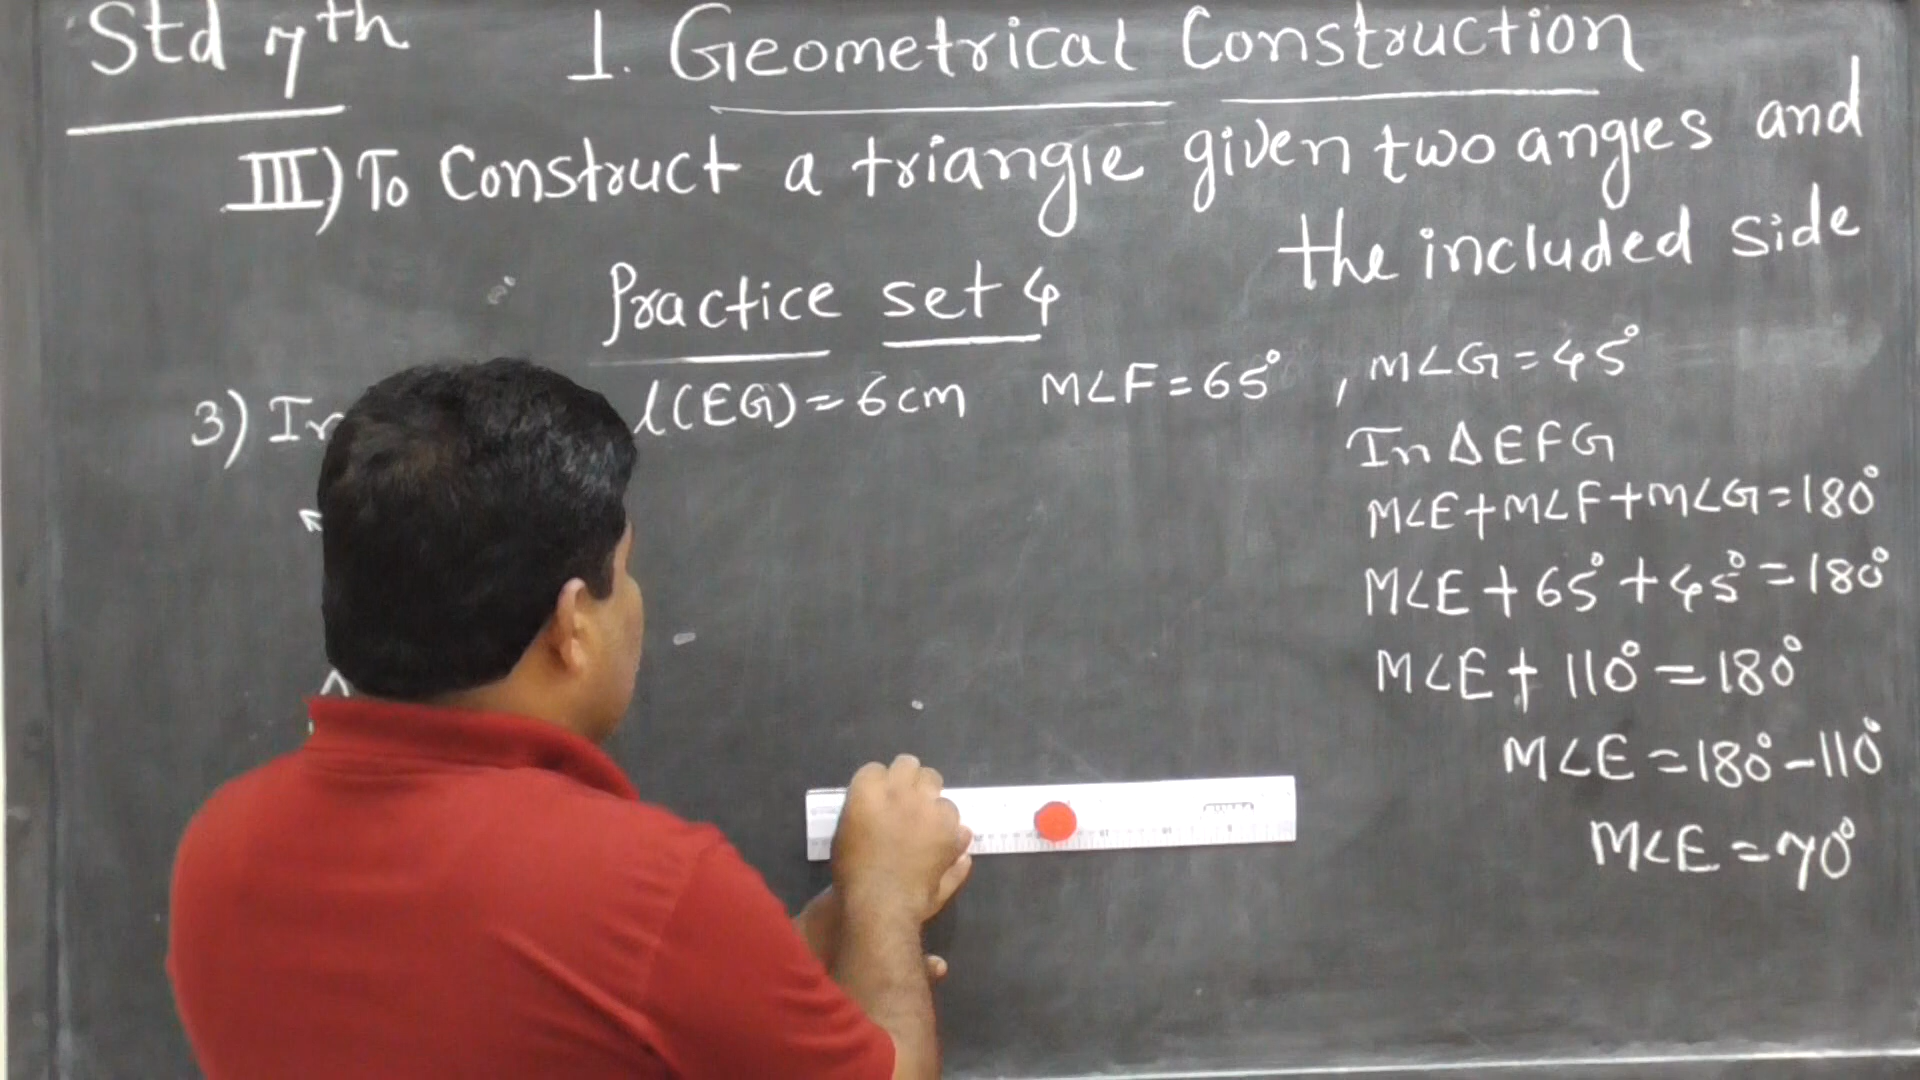 Std 7th 1. Geometrical Construction
III) To Construct a triangle given two angles and
the included side
Practice set 4
3) l(EG) = 6cm m∠F = 65° , m∠G = 45°
In ΔEFG
m∠E + m∠F + m∠G = 180°
m∠E + 65° + 45° = 180°
m∠E + 110° = 180°
m∠E = 180° - 110°
m∠E = 70°